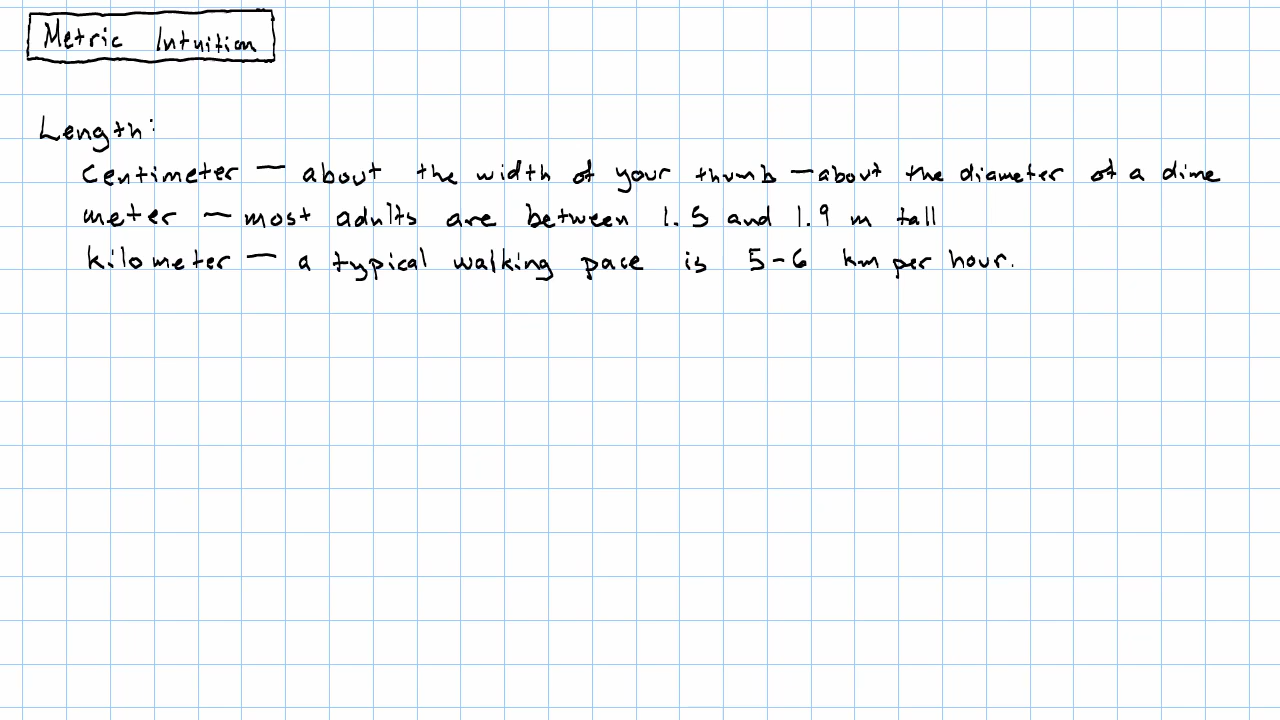 Metric Intuition
Length:
centimeter — about the width of your thumb — about the diameter of a dime
meter — most adults are between 1.5 and 1.9 m tall
kilometer — a typical walking pace is 5-6 km per hour.